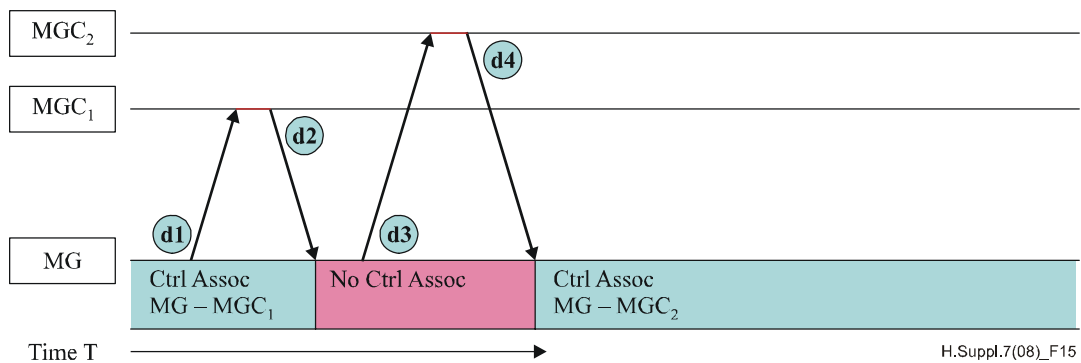 MGC₂
d4
MGC₁
d2
d1
d3
MG
Ctrl Assoc
MG – MGC₁
No Ctrl Assoc
Ctrl Assoc
MG – MGC₂
Time T
H.Suppl.7(08)_F15